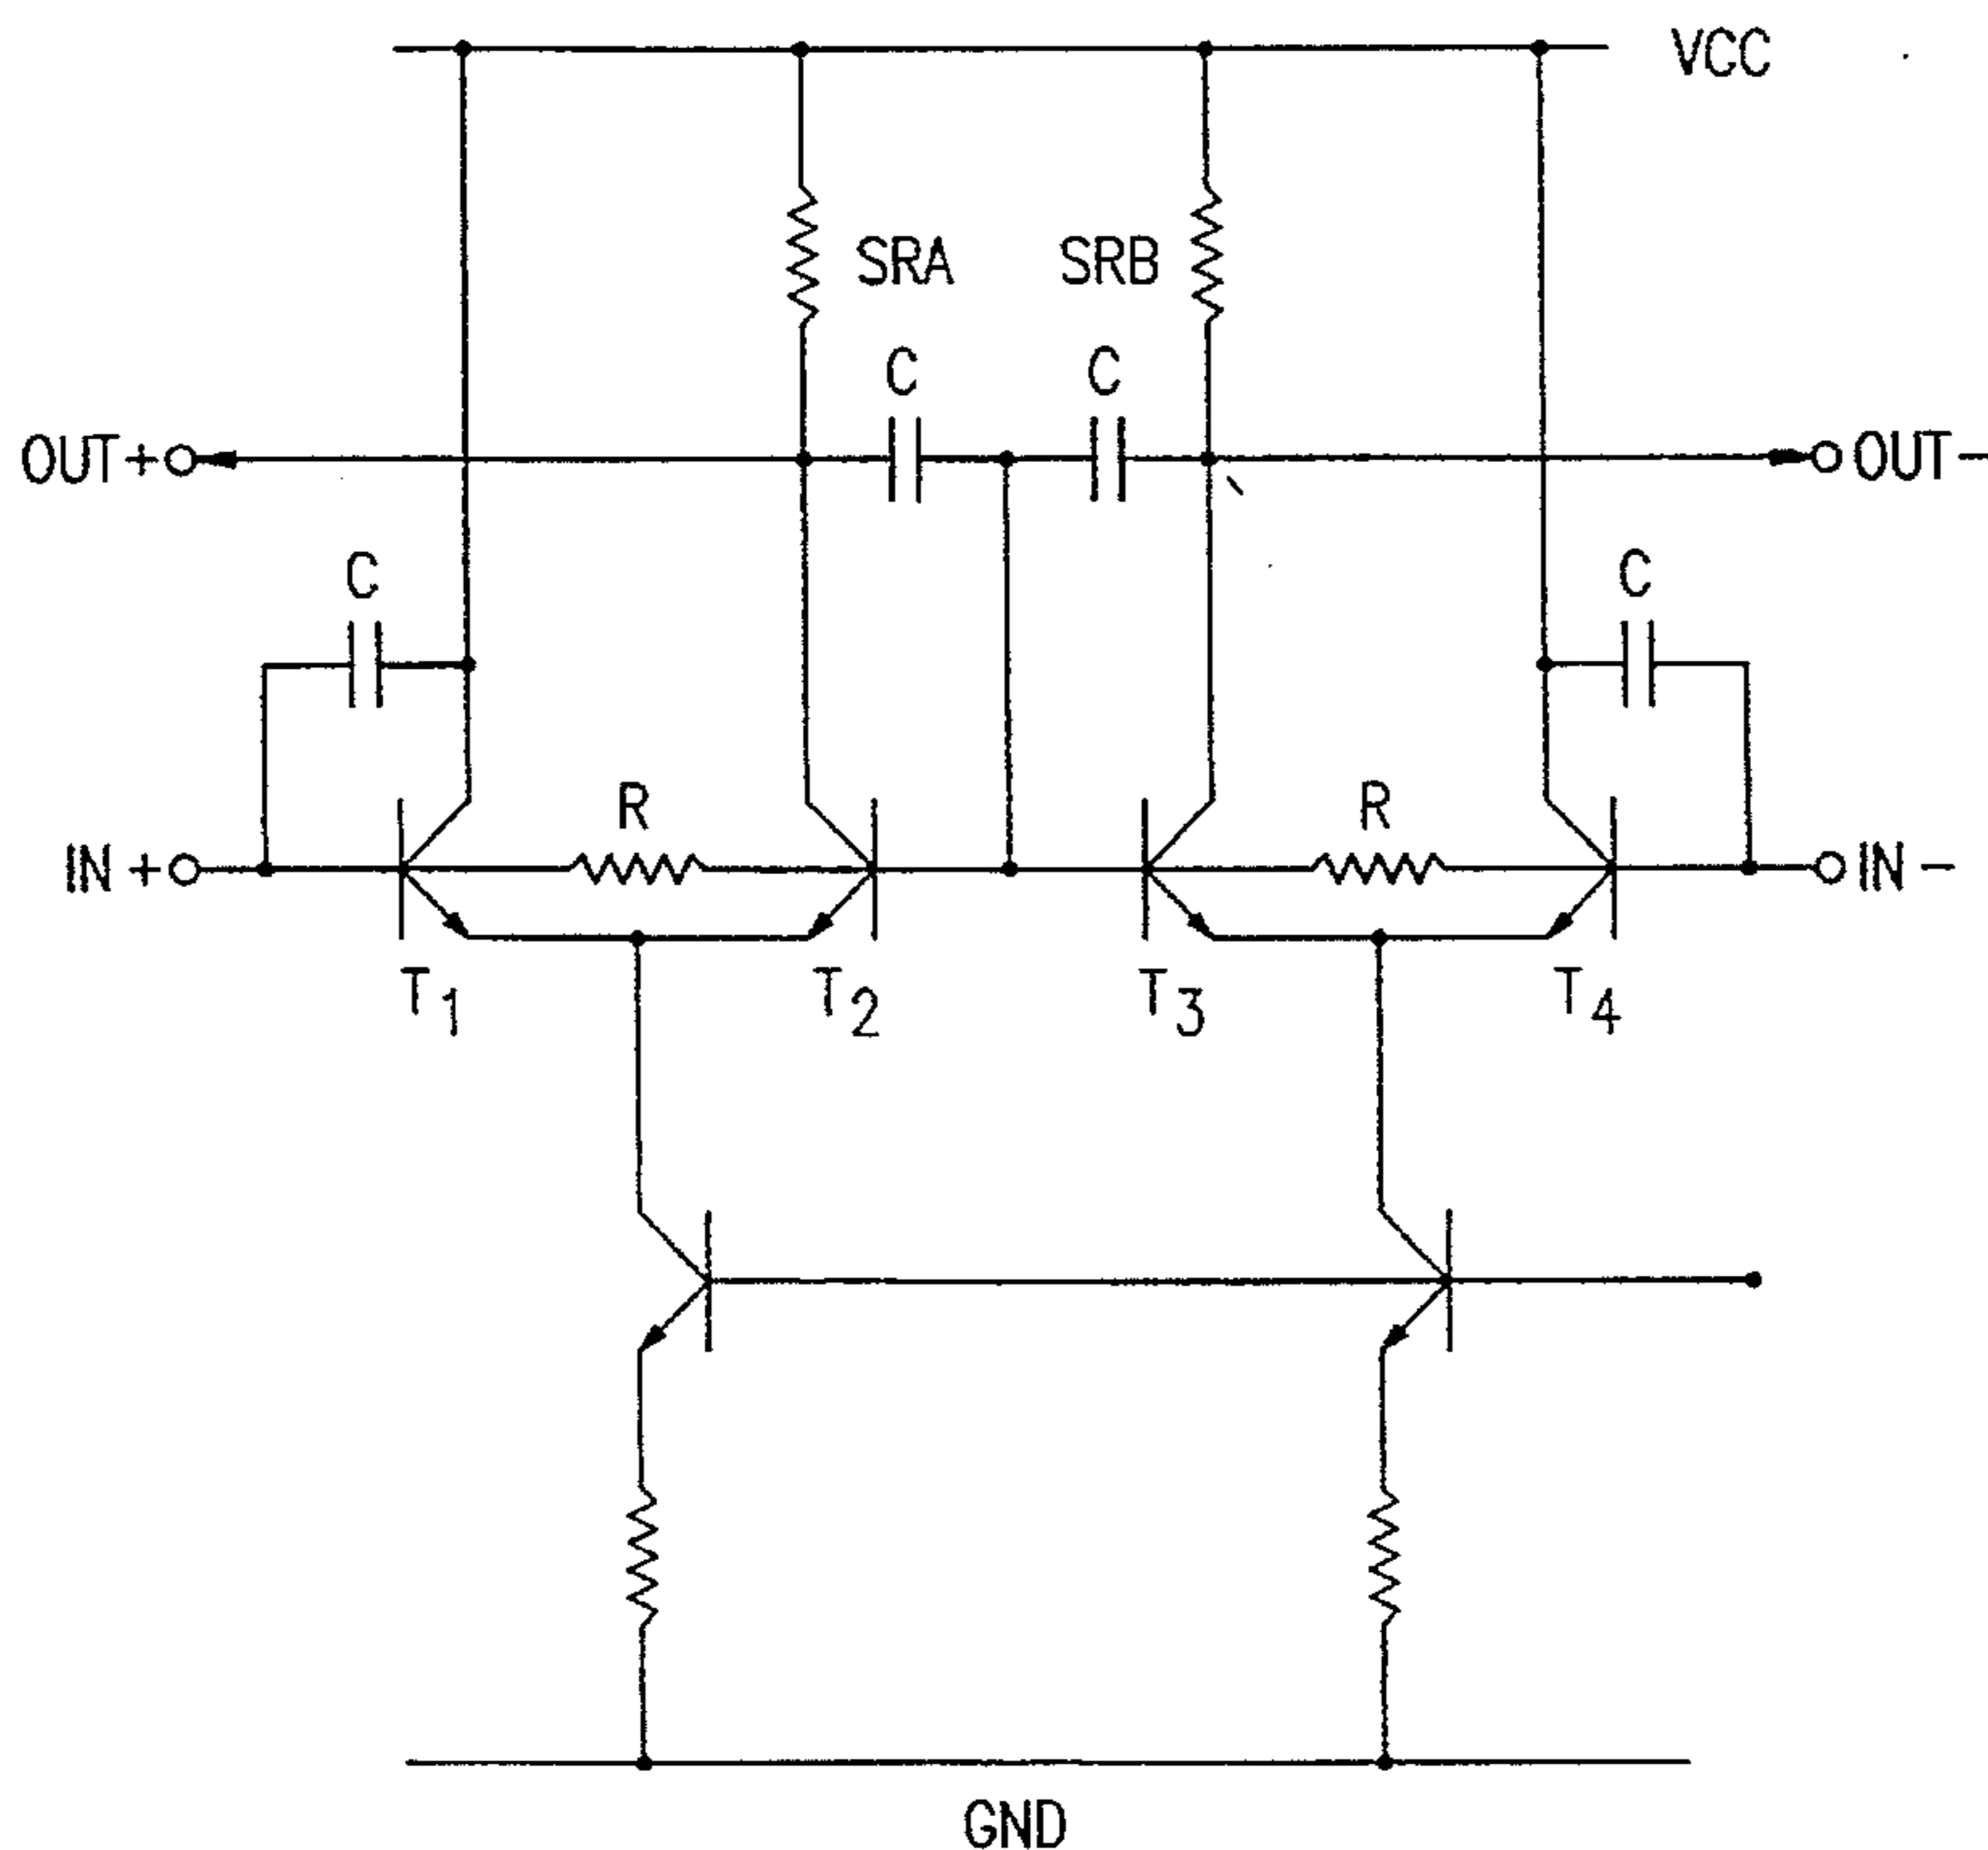 VCC
SRA SRB
C C
OUT+ OUT-
C C
R R
IN+ IN-
T1 T2 T3 T4
GND